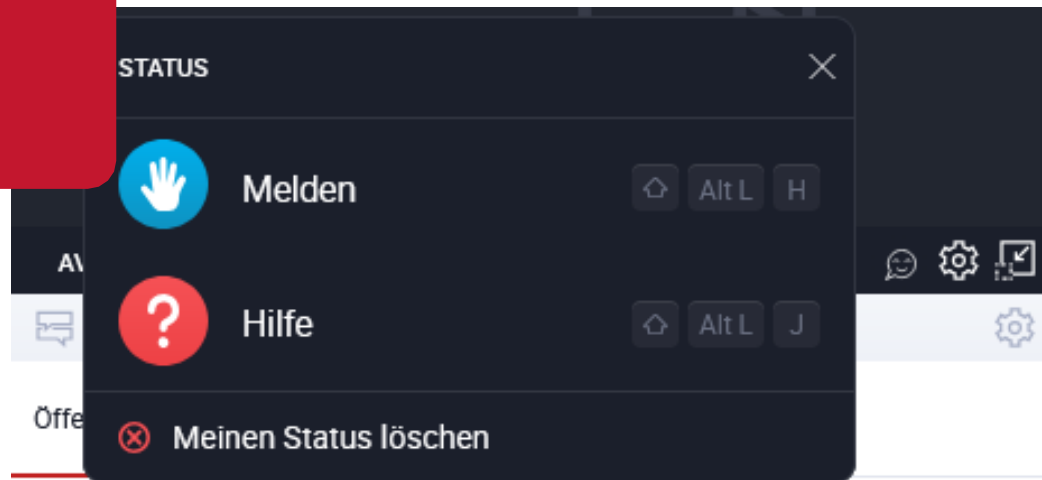 STATUS
Melden Alt L H
Hilfe Alt L J
Meinen Status löschen